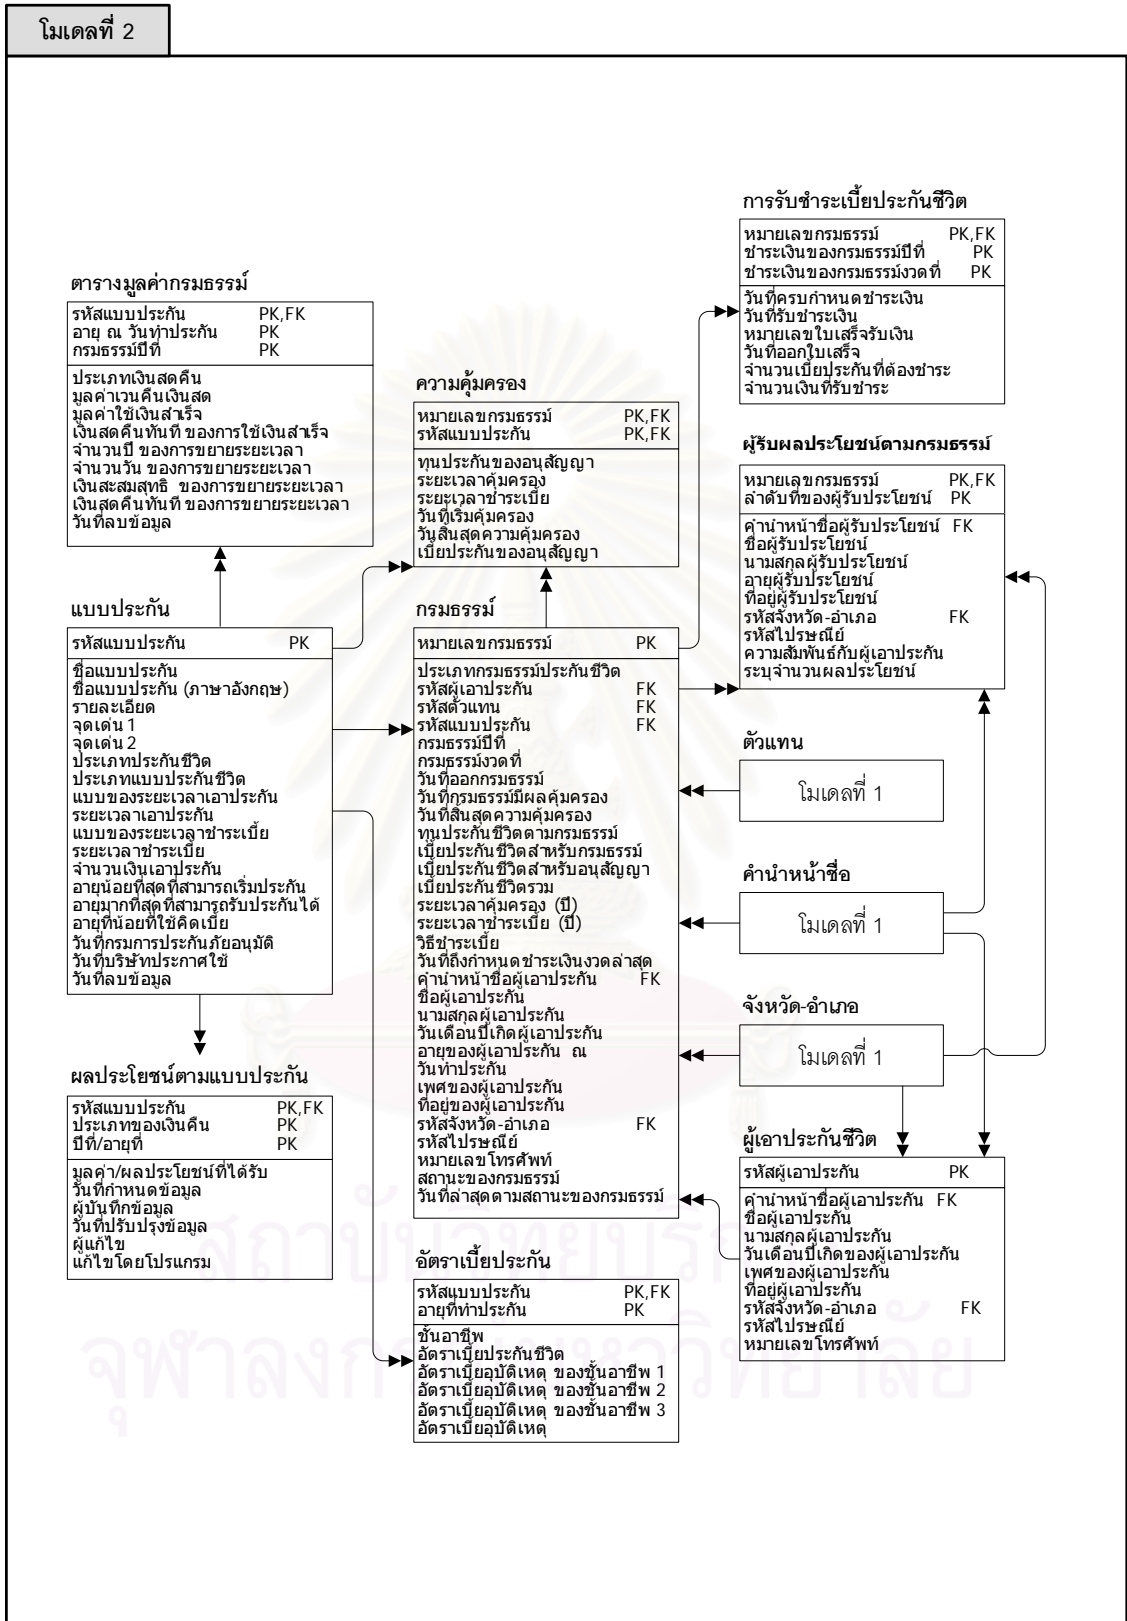 โมเดลที่ 2
ตารางมูลค่ากรมธรรม์
รหัสแบบประกัน PK,FK
อายุ ณ วันทำประกัน PK
กรมธรรม์ปีที่ PK
ประเภทเงินสดคืน
มูลค่าเวนคืนเงินสด
มูลค่าใช้เงินสำเร็จ
เงินสดคืนทันที ของการใช้เงินสำเร็จ
จำนวนปี ของการขยายระยะเวลา
จำนวนวัน ของการขยายระยะเวลา
เงินสะสมสุทธิ ของการขยายระยะเวลา
เงินสดคืนทันที ของการขยายระยะเวลา
วันที่ลบข้อมูล
แบบประกัน
รหัสแบบประกัน PK
ชื่อแบบประกัน
ชื่อแบบประกัน (ภาษาอังกฤษ)
รายละเอียด
จุดเด่น 1
จุดเด่น 2
ประเภทประกันชีวิต
ประเภทแบบประกันชีวิต
แบบของระยะเวลาเอาประกัน
ระยะเวลาเอาประกัน
แบบของระยะเวลาชำระเบี้ย
ระยะเวลาชำระเบี้ย
จำนวนเงินเอาประกัน
อายุน้อยที่สุดที่สามารถเริ่มประกัน
อายุมากที่สุดที่สามารถรับประกันได้
อายุที่น้อยที่ใช้คิดเบี้ย
วันที่กรมการประกันภัยอนุมัติ
วันที่บริษัทประกาศใช้
วันที่ลบข้อมูล
ผลประโยชน์ตามแบบประกัน
รหัสแบบประกัน PK,FK
ประเภทของเงินคืน PK
ปีที่/อายุที่ PK
มูลค่า/ผลประโยชน์ที่ได้รับ
วันที่กำหนดข้อมูล
ผู้บันทึกข้อมูล
วันที่ปรับปรุงข้อมูล
ผู้แก้ไข
แก้ไขโดยโปรแกรม
ความคุ้มครอง
หมายเลขกรมธรรม์ PK,FK
รหัสแบบประกัน PK,FK
ทุนประกันของอนุสัญญา
ระยะเวลาคุ้มครอง
ระยะเวลาชำระเบี้ย
วันที่เริ่มคุ้มครอง
วันสิ้นสุดความคุ้มครอง
เบี้ยประกันของอนุสัญญา
กรมธรรม์
หมายเลขกรมธรรม์ PK
ประเภทกรมธรรม์ประกันชีวิต
รหัสผู้เอาประกัน FK
รหัสตัวแทน FK
รหัสแบบประกัน FK
กรมธรรม์ปีที่
กรมธรรม์งวดที่
วันที่ออกกรมธรรม์
วันที่กรมธรรม์มีผลคุ้มครอง
วันที่สิ้นสุดความคุ้มครอง
ทุนประกันชีวิตตามกรมธรรม์
เบี้ยประกันชีวิตสำหรับกรมธรรม์
เบี้ยประกันชีวิตสำหรับอนุสัญญา
เบี้ยประกันชีวิตรวม
ระยะเวลาคุ้มครอง (ปี)
ระยะเวลาชำระเบี้ย (ปี)
วิธีชำระเบี้ย
วันที่ถึงกำหนดชำระเงินงวดล่าสุด
คำนำหน้าชื่อผู้เอาประกัน FK
ชื่อผู้เอาประกัน
นามสกุลผู้เอาประกัน
วันเดือนปีเกิดผู้เอาประกัน
อายุของผู้เอาประกัน ณ
วันทำประกัน
เพศของผู้เอาประกัน
ที่อยู่ของผู้เอาประกัน
รหัสจังหวัด-อำเภอ FK
รหัสไปรษณีย์
หมายเลขโทรศัพท์
สถานะของกรมธรรม์
วันที่ล่าสุดตามสถานะของกรมธรรม์
อัตราเบี้ยประกัน
รหัสแบบประกัน PK,FK
อายุที่ทำประกัน PK
ชั้นอาชีพ
อัตราเบี้ยประกันชีวิต
อัตราเบี้ยอุบัติเหตุ ของชั้นอาชีพ 1
อัตราเบี้ยอุบัติเหตุ ของชั้นอาชีพ 2
อัตราเบี้ยอุบัติเหตุ ของชั้นอาชีพ 3
อัตราเบี้ยอุบัติเหตุ
การรับชำระเบี้ยประกันชีวิต
หมายเลขกรมธรรม์ PK,FK
ชำระเงินของกรมธรรม์ปีที่ PK
ชำระเงินของกรมธรรม์งวดที่ PK
วันที่ครบกำหนดชำระเงิน
วันที่รับชำระเงิน
หมายเลขใบเสร็จรับเงิน
วันที่ออกใบเสร็จ
จำนวนเบี้ยประกันที่ต้องชำระ
จำนวนเงินที่รับชำระ
ผู้รับผลประโยชน์ตามกรมธรรม์
หมายเลขกรมธรรม์ PK,FK
ลำดับที่ของผู้รับประโยชน์ PK
คำนำหน้าชื่อผู้รับประโยชน์ FK
ชื่อผู้รับประโยชน์
นามสกุลผู้รับประโยชน์
อายุผู้รับประโยชน์
ที่อยู่ผู้รับประโยชน์
รหัสจังหวัด-อำเภอ FK
รหัสไปรษณีย์
ความสัมพันธ์กับผู้เอาประกัน
ระบุจำนวนผลประโยชน์
ตัวแทน
โมเดลที่ 1
คำนำหน้าชื่อ
โมเดลที่ 1
จังหวัด-อำเภอ
โมเดลที่ 1
ผู้เอาประกันชีวิต
รหัสผู้เอาประกัน PK
คำนำหน้าชื่อผู้เอาประกัน FK
ชื่อผู้เอาประกัน
นามสกุลผู้เอาประกัน
วันเดือนปีเกิดของผู้เอาประกัน
เพศของผู้เอาประกัน
ที่อยู่ผู้เอาประกัน
รหัสจังหวัด-อำเภอ FK
รหัสไปรษณีย์
หมายเลขโทรศัพท์
สถาบันวิทยบริการ
จุฬาลงกรณ์มหาวิทยาลัย